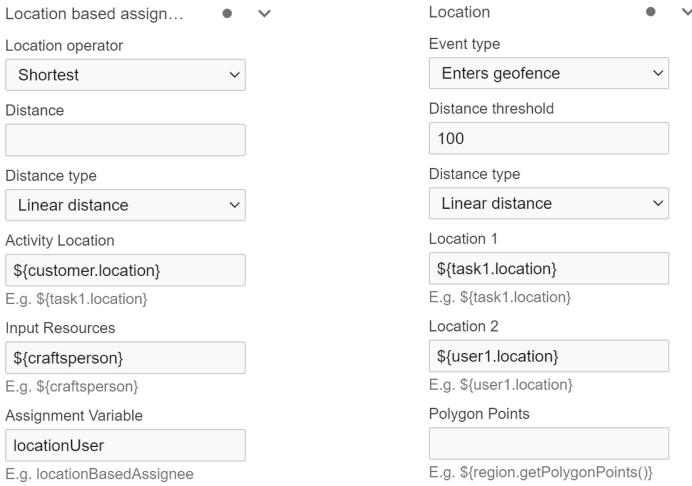 Location based assign...
Location operator
Shortest
Distance
Distance type
Linear distance
Activity Location
${customer.location}
E.g. ${task1.location}
Input Resources
${craftsperson}
E.g. ${craftsperson}
Assignment Variable
locationUser
E.g. locationBasedAssignee
Location
Event type
Enters geofence
Distance threshold
100
Distance type
Linear distance
Location 1
${task1.location}
E.g. ${task1.location}
Location 2
${user1.location}
E.g. ${user1.location}
Polygon Points
E.g. ${region.getPolygonPoints()}